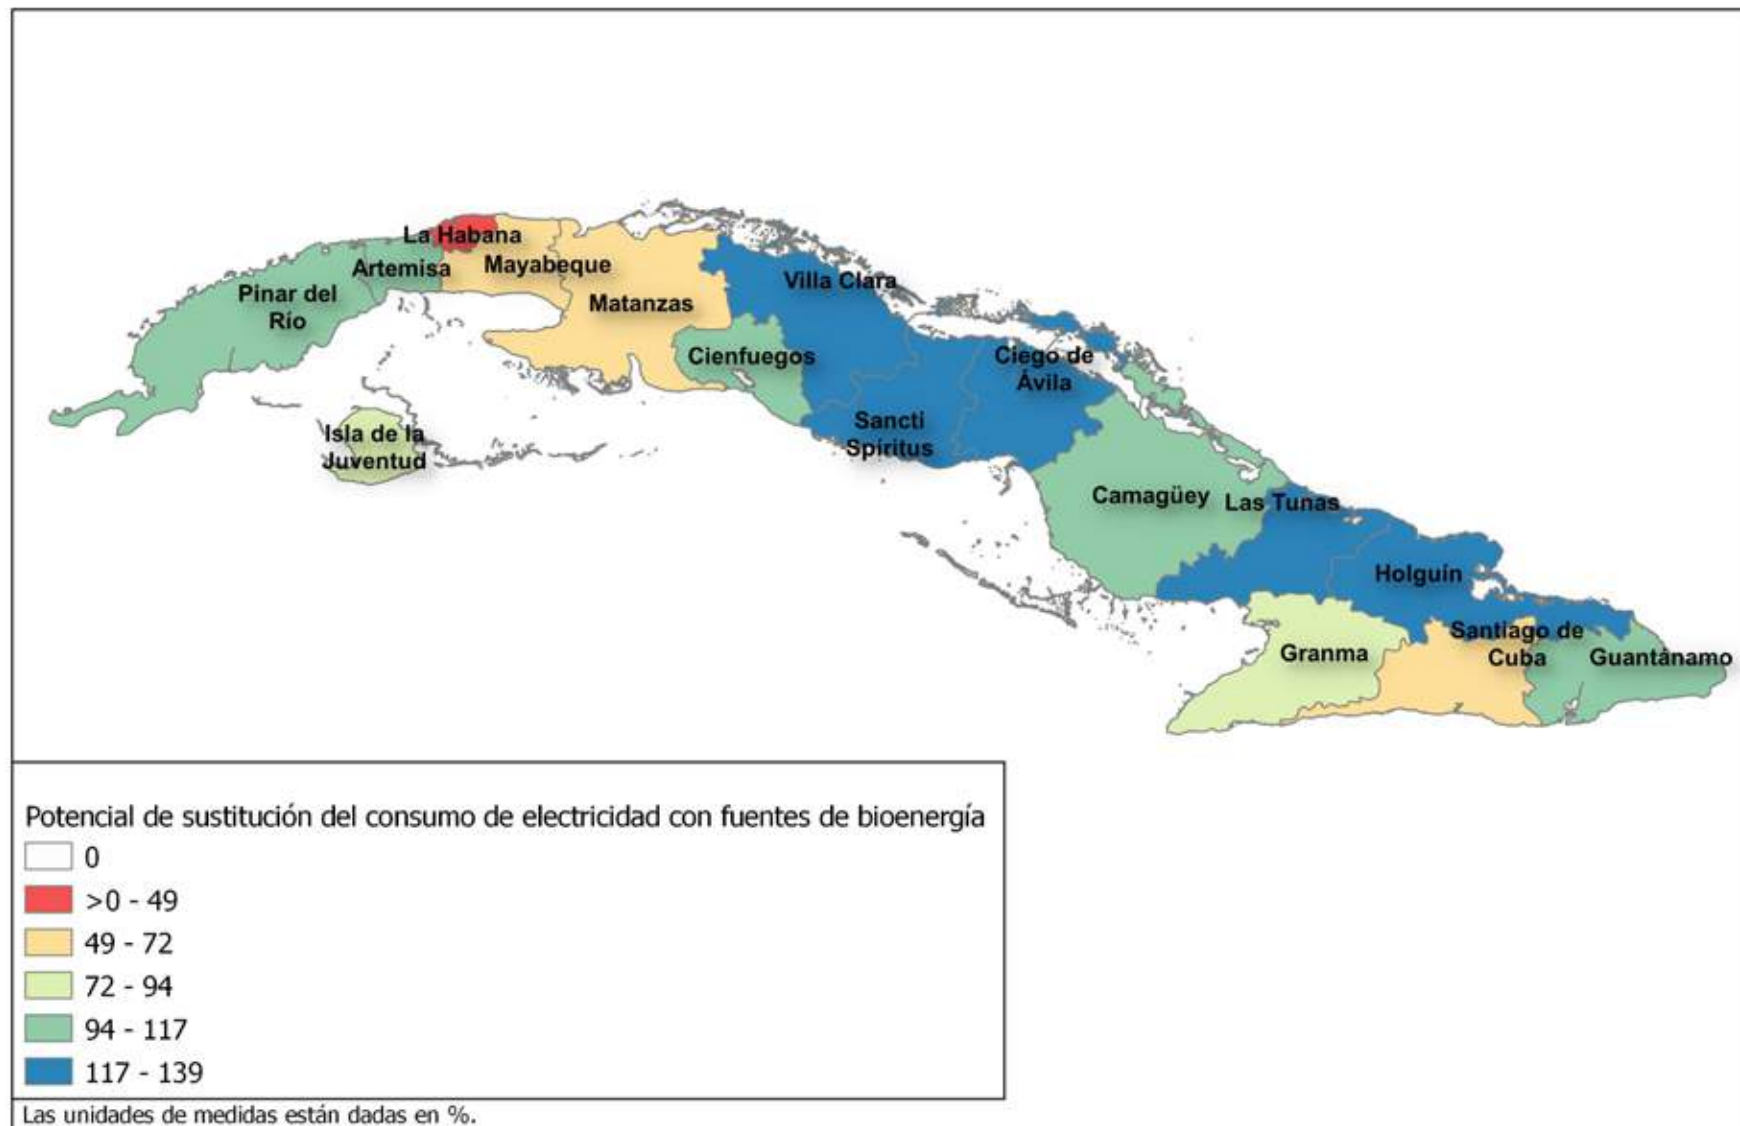 La Habana
Artemisa
Mayabeque
Pinar del
Río
Matanzas
Villa Clara
Cienfuegos
Ciego de
Ávila
Isla de la
Juventud
Sancti
Spíritus
Camagüey
Las Tunas
Holguín
Granma
Santiago de
Cuba
Guantánamo
Potencial de sustitución del consumo de electricidad con fuentes de bioenergía
0
>0 - 49
49 - 72
72 - 94
94 - 117
117 - 139
Las unidades de medidas están dadas en %.